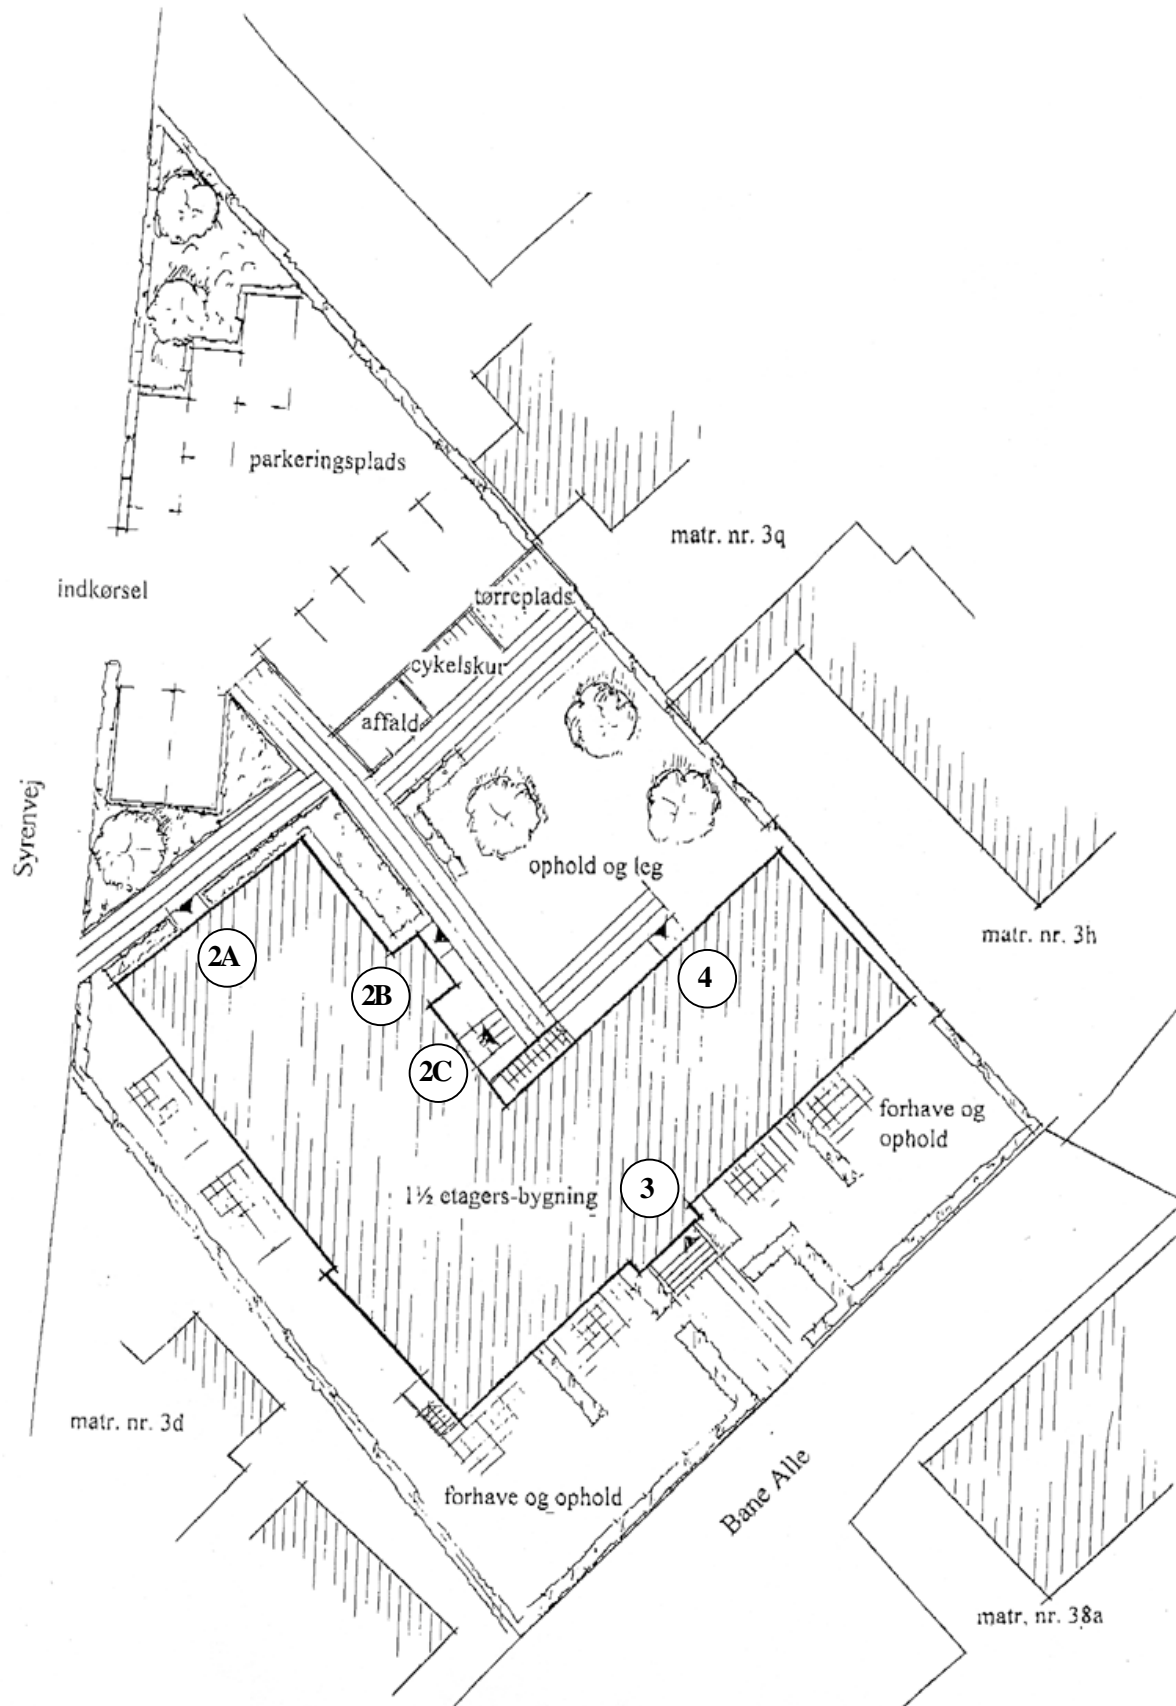 parkeringsplads
matr. nr. 3q
indkørsel
tørreplads
cykelskur
affald
Syrenvej
ophold og leg
matr. nr. 3h
2A
4
2B
2C
forhave og
ophold
3
1½ etagers-bygning
matr. nr. 3d
forhave og ophold
Bane Alle
matr. nr. 38a